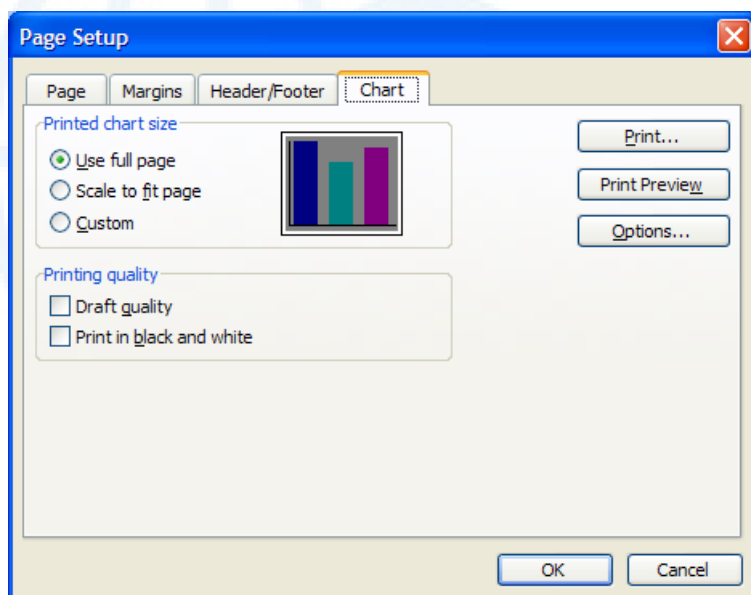 Page Setup
Page
Margins
Header/Footer
Chart
Printed chart size
Use full page
Scale to fit page
Custom
Print...
Print Preview
Options...
Printing quality
Draft quality
Print in black and white
OK
Cancel